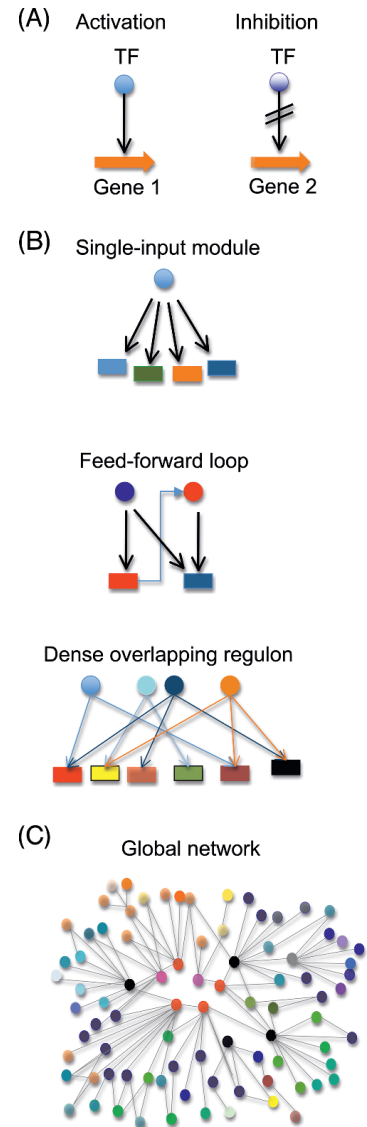 (A)
Activation Inhibition
TF TF
Gene 1 Gene 2
(B)
Single-input module
Feed-forward loop
Dense overlapping regulon
(C)
Global network